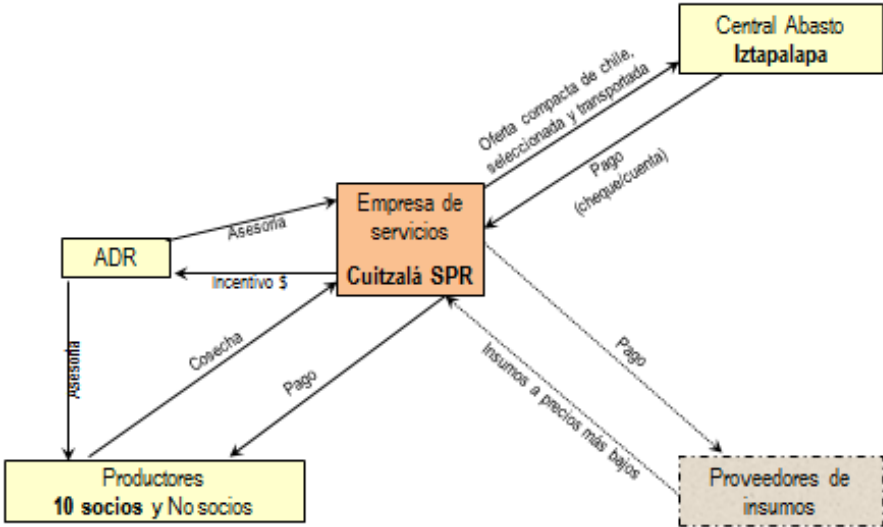 Central Abasto
Iztapalapa
Oferta compacta de chile,
seleccionada y transportada
Pago
(cheque/cuenta)
Empresa de
servicios
Cuitzalá SPR
Asesoría
ADR
Incentivo $
Asesoría
Cosecha
Pago
Pago
Insumos a precios más bajos
Productores
10 socios y No socios
Proveedores de
insumos